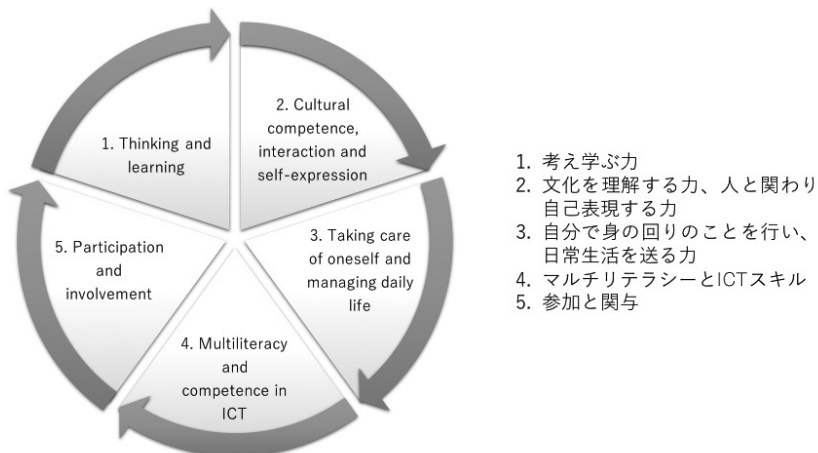 1. Thinking and
learning
2. Cultural
competence,
interaction and
self-expression
3. Taking care
of oneself and
managing daily
life
4. Multiliteracy
and
competence in
ICT
5. Participation
and
involvement
1. 考え学ぶ力
2. 文化を理解する力、人と関わり
自己表現する力
3. 自分で身の回りのことを行い、
日常生活を送る力
4. マルチリテラシーとICTスキル
5. 参加と関与